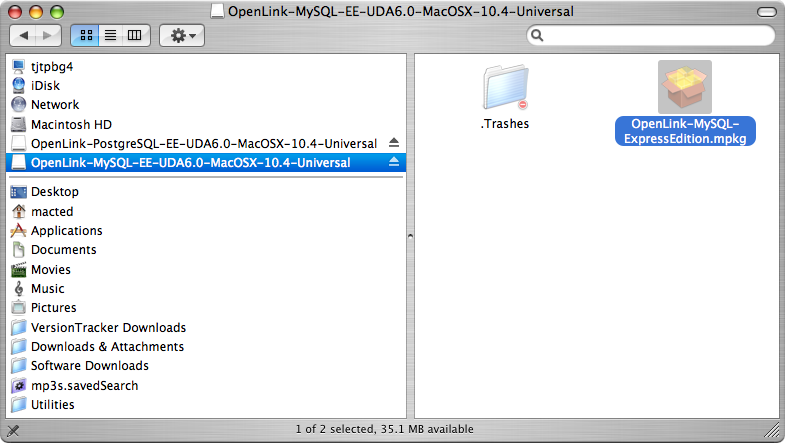 OpenLink-MySQL-EE-UDA6.0-MacOSX-10.4-Universal
tjtpbg4
iDisk
Network
Macintosh HD
OpenLink-PostgreSQL-EE-UDA6.0-MacOSX-10.4-Universal
OpenLink-MySQL-EE-UDA6.0-MacOSX-10.4-Universal
Desktop
macted
Applications
Documents
Movies
Music
Pictures
VersionTracker Downloads
Downloads & Attachments
Software Downloads
mp3s.savedSearch
Utilities
.Trashes
OpenLink-MySQL-
ExpressEdition.mpkg
1 of 2 selected, 35.1 MB available